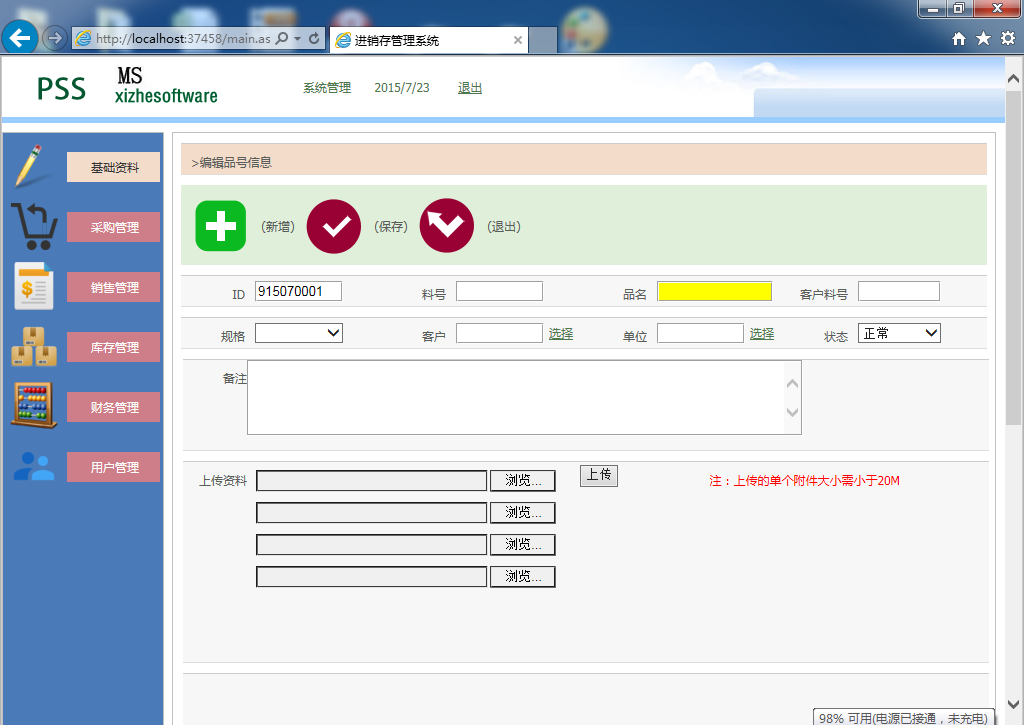 http://localhost:37458/main.as
进销存管理系统
PSS
MS
xizhesoftware
系统管理 2015/7/23 退出
基础资料
采购管理
销售管理
库存管理
财务管理
用户管理
>编辑品号信息
(新增) (保存) (退出)
ID 915070001 料号 品名 客户料号
规格 客户 选择 单位 选择 状态 正常
备注
上传资料 浏览... 上传 注：上传的单个附件大小需小于20M
浏览...
浏览...
浏览...
98% 可用(电源已接通，未充电)